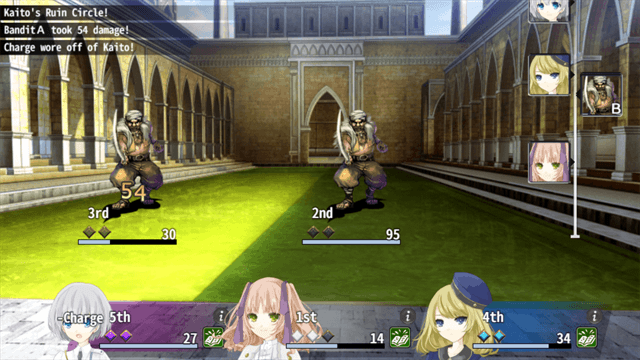 Kaito's Ruin Circle!
BanditA took 54 damage!
Charge wore off of Kaito!
B
54
3rd
30
2nd
95
-Charge 5th
i
27
1st
i
14
4th
i
34